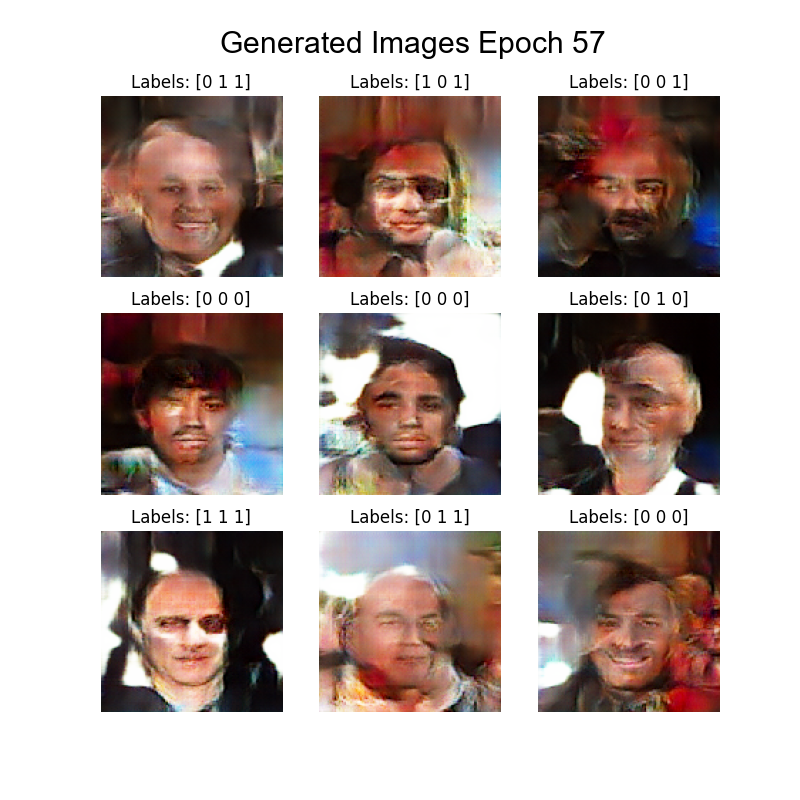 Generated Images Epoch 57
Labels: [0 1 1]
Labels: [1 0 1]
Labels: [0 0 1]
Labels: [0 0 0]
Labels: [0 0 0]
Labels: [0 1 0]
Labels: [1 1 1]
Labels: [0 1 1]
Labels: [0 0 0]